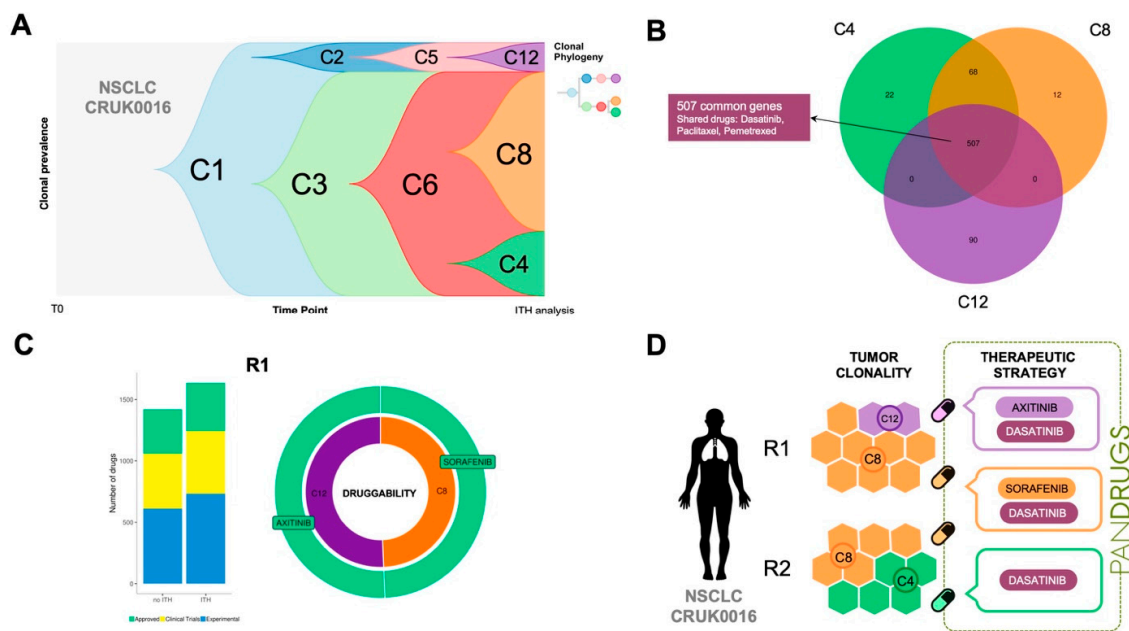 A
NSCLC
CRUK0016
C1
C2
C3
C5
C6
C12
C8
C4
Clonal
Phylogeny
Clonal prevalence
T0
Time Point
ITH analysis
B
C4
C8
C12
22
68
12
507
0
0
90
507 common genes
Shared drugs: Dasatinib,
Paclitaxel, Pemetrexed
C
R1
Number of drugs
1500
1000
500
0
no ITH
ITH
Approved
Clinical Trials
Experimental
C12
DRUGGABILITY
C8
SORAFENIB
AXITINIB
D
TUMOR
CLONALITY
THERAPEUTIC
STRATEGY
R1
C12
C8
AXITINIB
DASATINIB
SORAFENIB
DASATINIB
R2
C8
C4
DASATINIB
NSCLC
CRUK0016
PANDRUGS